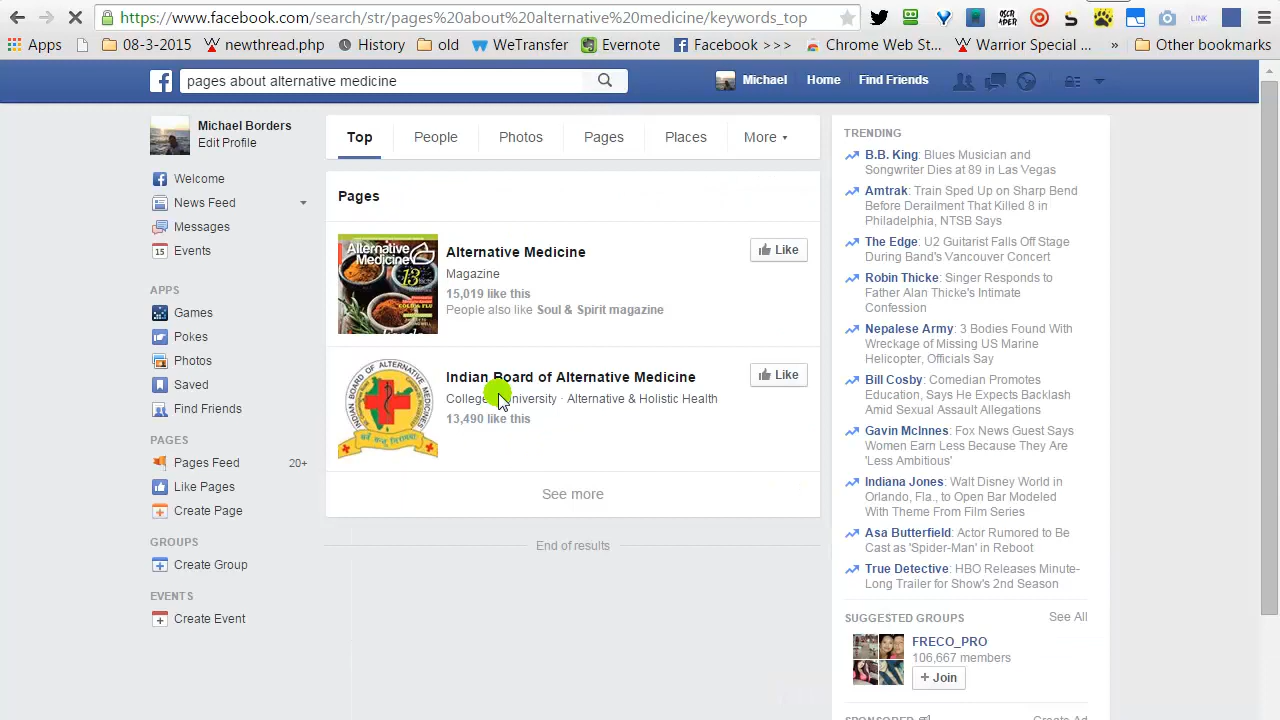 https://www.facebook.com/search/str/pages%20about%20alternative%20medicine/keywords_top
LINK
Apps
08-3-2015
newthread.php
History
old
WeTransfer
Evernote
Facebook >>>
Chrome Web St...
Warrior Special ...
»
Other bookmarks
pages about alternative medicine
Michael
Home
Find Friends
Michael Borders
Edit Profile
Welcome
News Feed
Messages
Events
APPS
Games
Pokes
Photos
Saved
Find Friends
PAGES
Pages Feed 20+
Like Pages
Create Page
GROUPS
Create Group
EVENTS
Create Event
Top People Photos Pages Places More
Pages
Alternative Medicine
Magazine
15,019 like this
People also like Soul & Spirit magazine
Like
Alternative
Medicine
13
Indian Board of Alternative Medicine
Alternative & Holistic Health
13,490 like this
Like
See more
End of results
TRENDING
B.B. King: Blues Musician and
Songwriter Dies at 89 in Las Vegas
Amtrak: Train Sped Up on Sharp Bend
Before Derailment That Killed 8 in
Philadelphia, NTSB Says
The Edge: U2 Guitarist Falls Off Stage
During Band's Vancouver Concert
Robin Thicke: Singer Responds to
Father Alan Thicke's Intimate
Confession
Nepalese Army: 3 Bodies Found With
Wreckage of Missing US Marine
Helicopter, Officials Say
Bill Cosby: Comedian Promotes
Education, Says He Expects Backlash
Amid Sexual Assault Allegations
Gavin McInnes: Fox News Guest Says
Women Earn Less Because They Are
'Less Ambitious'
Indiana Jones: Walt Disney World in
Orlando, Fla., to Open Bar Modeled
With Theme From Film Series
Asa Butterfield: Actor Rumored to Be
Cast as 'Spider-Man' in Reboot
True Detective: HBO Releases Minute-
Long Trailer for Show's 2nd Season
SUGGESTED GROUPS See All
FRECO_PRO
106,667 members
+ Join
SPONSORED Create Ad